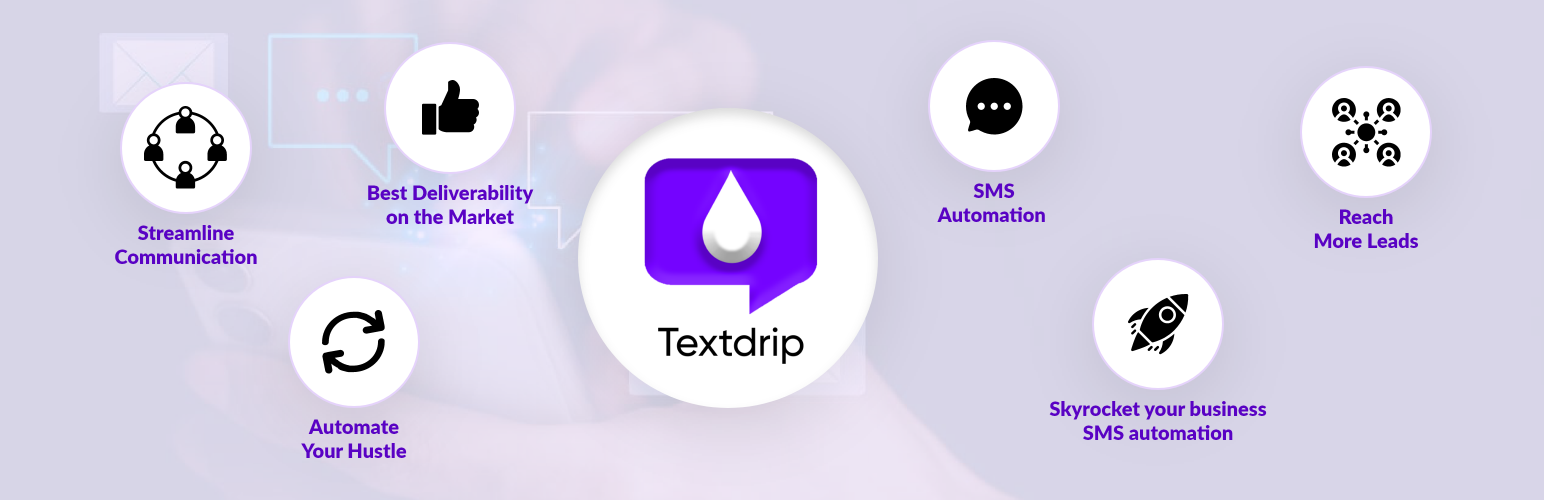 Streamline
Communication
Best Deliverability
on the Market
Automate
Your Hustle
Textdrip
SMS
Automation
Skyrocket your business
SMS automation
Reach
More Leads